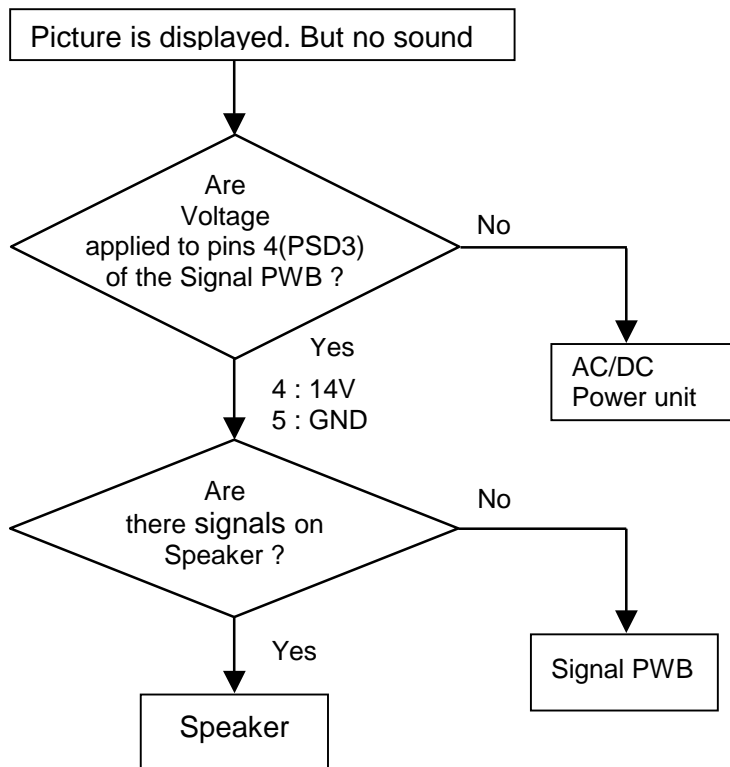 Picture is displayed. But no sound
Are
Voltage
applied to pins 4(PSD3)
of the Signal PWB ?
No
Yes
4 : 14V
5 : GND
AC/DC
Power unit
Are
there signals on
Speaker ?
No
Yes
Signal PWB
Speaker